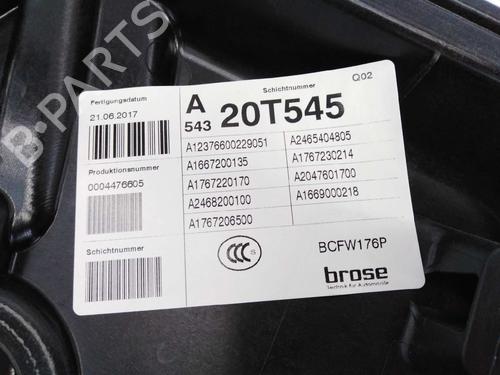 Fertigungsdatum
21.06.2017
Produktionsnummer
0004476605
Schichtnummer
Schichtnummer
Q02
A
543
20T545
A12376600229051
A2465404805
A1667200135
A1767230214
A1767220170
A2047601700
A2468200100
A1669000218
A1767206500
CCC
S
BCFW176P
brose
Technik für Automobile
B-PARTS